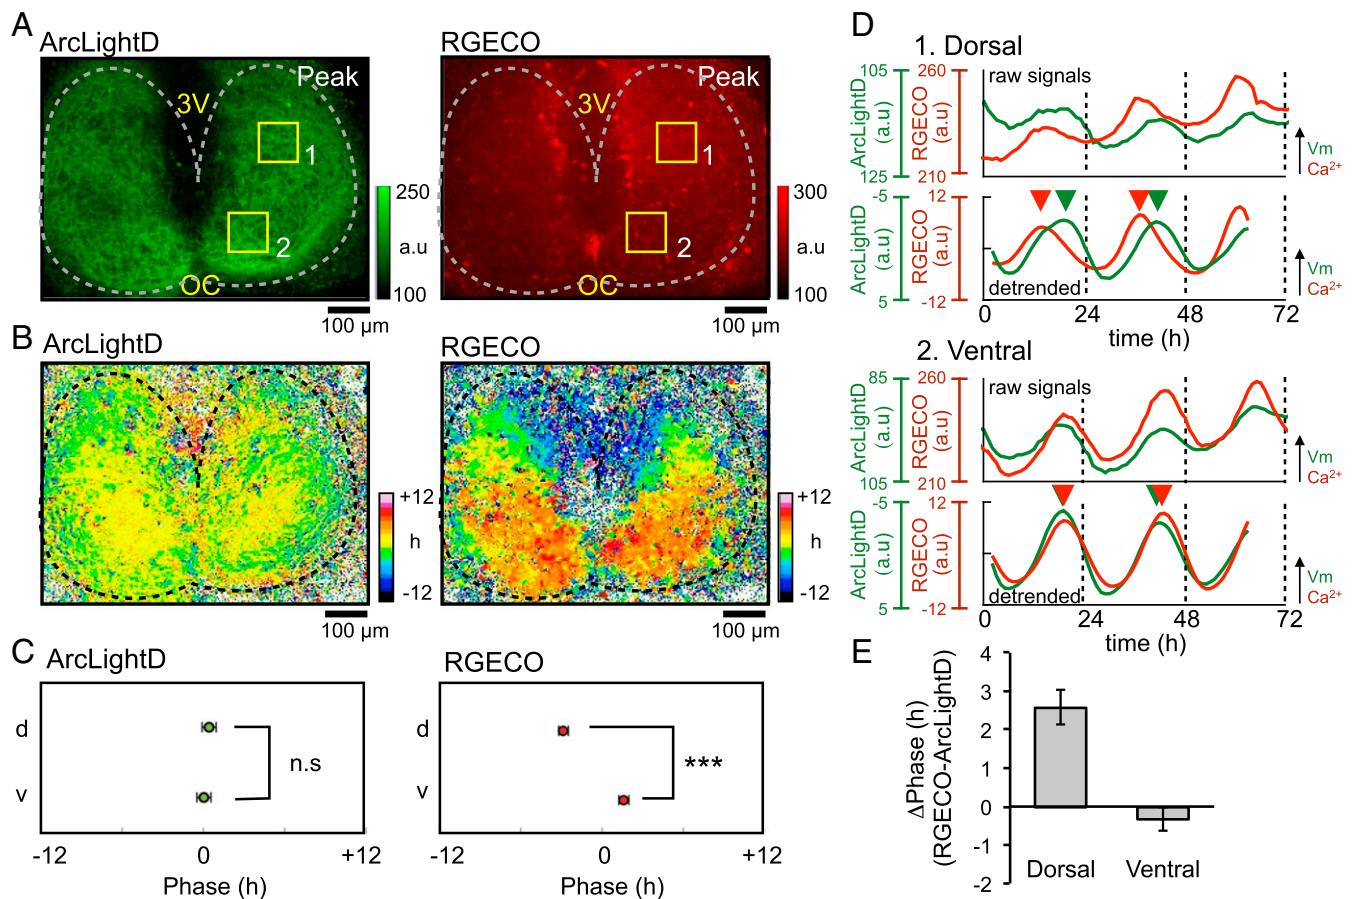 A
ArcLightD
Peak
3V
1
2
OC
250
a.u
100
100 µm
RGECO
Peak
3V
1
2
OC
300
a.u
100
100 µm
B
ArcLightD
+12
h
-12
100 µm
RGECO
+12
h
-12
100 µm
C
ArcLightD
d
v
n.s
-12
0
+12
Phase (h)
RGECO
d
v
***
-12
0
+12
Phase (h)
D
1. Dorsal
ArcLightD
(a.u)
105
125
RGECO
(a.u)
260
210
raw signals
Vm
Ca2+
ArcLightD
(a.u)
-5
5
RGECO
(a.u)
12
-12
detrended
Vm
Ca2+
0
24
48
72
time (h)
2. Ventral
ArcLightD
(a.u)
85
105
RGECO
(a.u)
260
210
raw signals
Vm
Ca2+
ArcLightD
(a.u)
-5
5
RGECO
(a.u)
12
-12
detrended
Vm
Ca2+
0
24
48
72
time (h)
E
ΔPhase (h)
(RGECO-ArcLightD)
4
3
2
1
0
-1
-2
Dorsal
Ventral